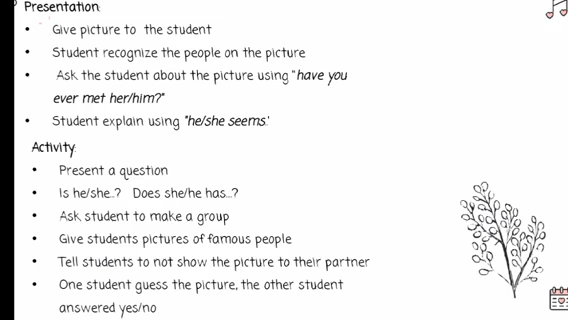 Presentation:
• Give picture to the student
• Student recognize the people on the picture
• Ask the student about the picture using "have you
ever met her/him?"
• Student explain using "he/she seems.'
Activity:
• Present a question
• Is he/she..? Does she/he has...?
• Ask student to make a group
• Give students pictures of famous people
• Tell students to not show the picture to their partner
• One student guess the picture, the other student
answered yes/no